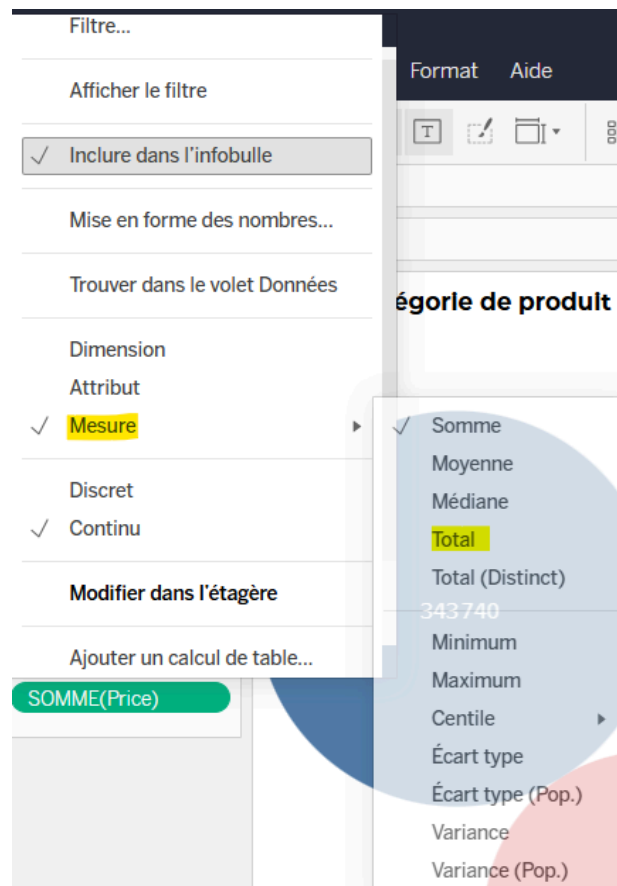 Filtre...
Format Aide
Afficher le filtre
T
Inclure dans l'infobulle
Mise en forme des nombres...
Trouver dans le volet Données
égorie de produit
Dimension
Attribut
Mesure
Discret
Continu
Modifier dans l'étagère
Ajouter un calcul de table...
SOMME(Price)
Somme
Moyenne
Médiane
Total
Total (Distinct)
343 740
Minimum
Maximum
Centile
Écart type
Écart type (Pop.)
Variance
Variance (Pop.)